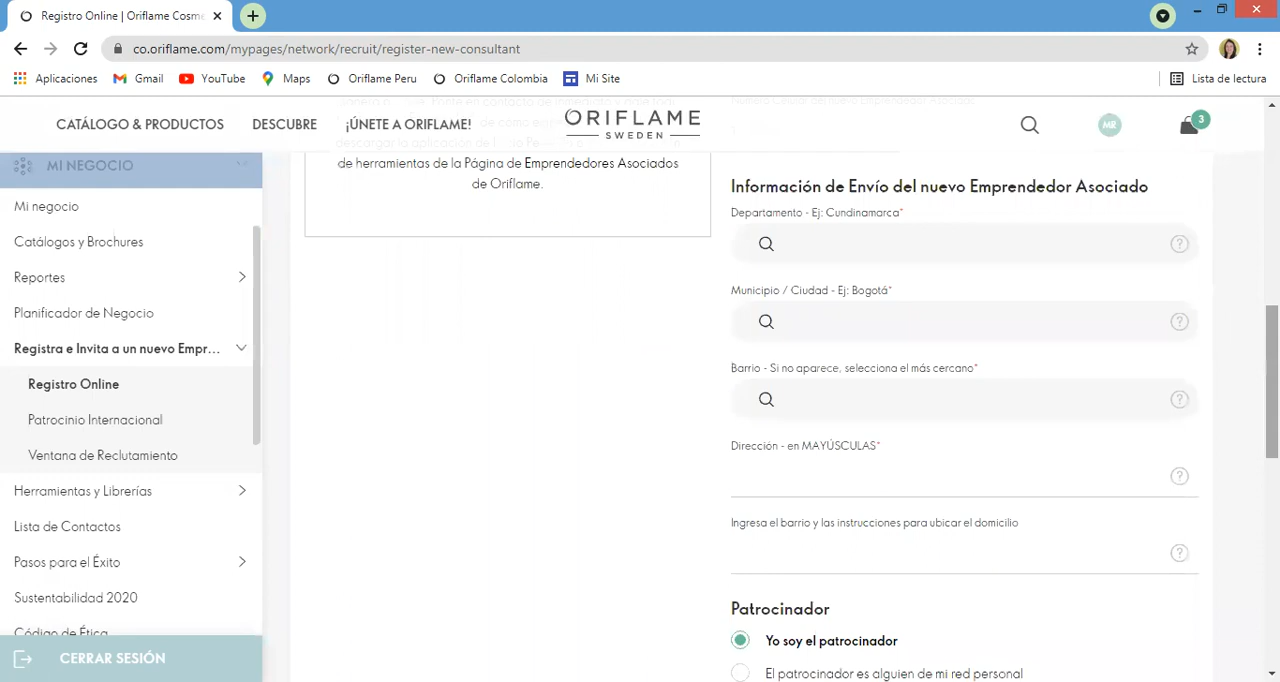 Registro Online | Oriflame Cosme
co.oriflame.com/mypages/network/recruit/register-new-consultant
Aplicaciones
Gmail
YouTube
Maps
Oriflame Peru
Oriflame Colombia
Mi Site
Lista de lectura
CATÁLOGO & PRODUCTOS
DESCUBRE
¡ÚNETE A ORIFLAME!
ORIFLAME
SWEDEN
MR
3
MI NEGOCIO
Mi negocio
Catálogos y Brochures
Reportes
Planificador de Negocio
Registra e Invita a un nuevo Empr...
Registro Online
Patrocinio Internacional
Ventana de Reclutamiento
Herramientas y Librerías
Lista de Contactos
Pasos para el Éxito
Sustentabilidad 2020
Código de Ética
CERRAR SESIÓN
de herramientas de la Página de Emprendedores Asociados
de Oriflame.
Información de Envío del nuevo Emprendedor Asociado
Departamento - Ej: Cundinamarca*
Municipio / Ciudad - Ej: Bogotá*
Barrio - Si no aparece, selecciona el más cercano*
Dirección - en MAYÚSCULAS*
Ingresa el barrio y las instrucciones para ubicar el domicilio
Patrocinador
Yo soy el patrocinador
El patrocinador es alguien de mi red personal